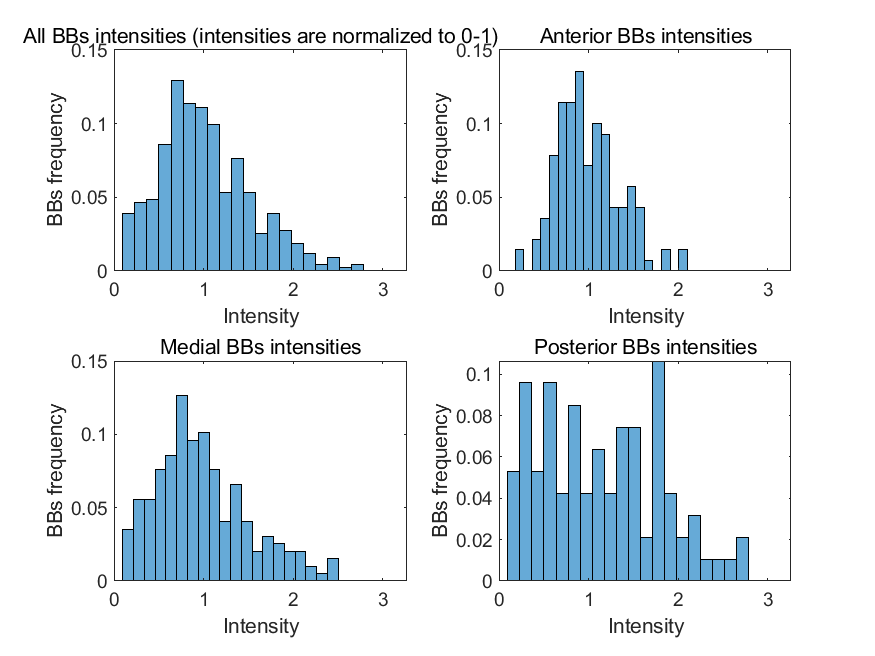 All BBs intensities (intensities are normalized to 0-1)
0.15
0.1
0.05
0
BBs frequency
0 1 2 3
Intensity
Anterior BBs intensities
0.15
0.1
0.05
0
BBs frequency
0 1 2 3
Intensity
Medial BBs intensities
0.15
0.1
0.05
0
BBs frequency
0 1 2 3
Intensity
Posterior BBs intensities
0.1
0.08
0.06
0.04
0.02
0
BBs frequency
0 1 2 3
Intensity